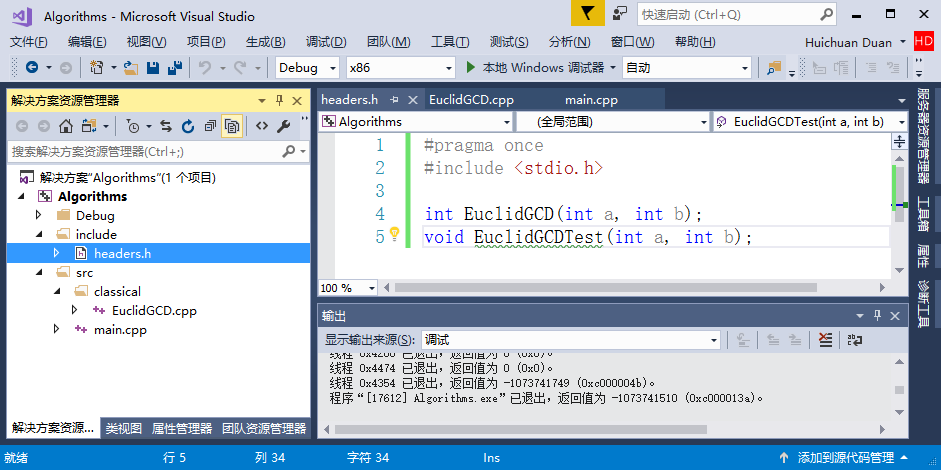 Algorithms - Microsoft Visual Studio
快速启动 (Ctrl+Q)
文件(F) 编辑(E) 视图(V) 项目(P) 生成(B) 调试(D) 团队(M) 工具(T) 测试(S) 分析(N) 窗口(W) 帮助(H) Huichuan Duan HD
Debug x86 本地 Windows 调试器 自动
解决方案资源管理器
搜索解决方案资源管理器(Ctrl+;)
解决方案"Algorithms"(1 个项目)
Algorithms
Debug
include
headers.h
src
classical
EuclidGCD.cpp
main.cpp
解决方案资源... 类视图 属性管理器 团队资源管理器
headers.h EuclidGCD.cpp main.cpp
Algorithms (全局范围) EuclidGCDTest(int a, int b)
1 #pragma once
2 #include <stdio.h>
3
4 int EuclidGCD(int a, int b);
5 void EuclidGCDTest(int a, int b);
100 %
输出
显示输出来源(S): 调试
线程 0x4200 已退出，返回值为 0 (0x0)。
线程 0x4474 已退出，返回值为 0 (0x0)。
线程 0x4354 已退出，返回值为 -1073741749 (0xc000004b)。
程序“[17612] Algorithms.exe”已退出，返回值为 -1073741510 (0xc000013a)。
服务器资源管理器
工具箱
属性
诊断工具
就绪 行 5 列 34 字符 34 Ins 添加到源代码管理